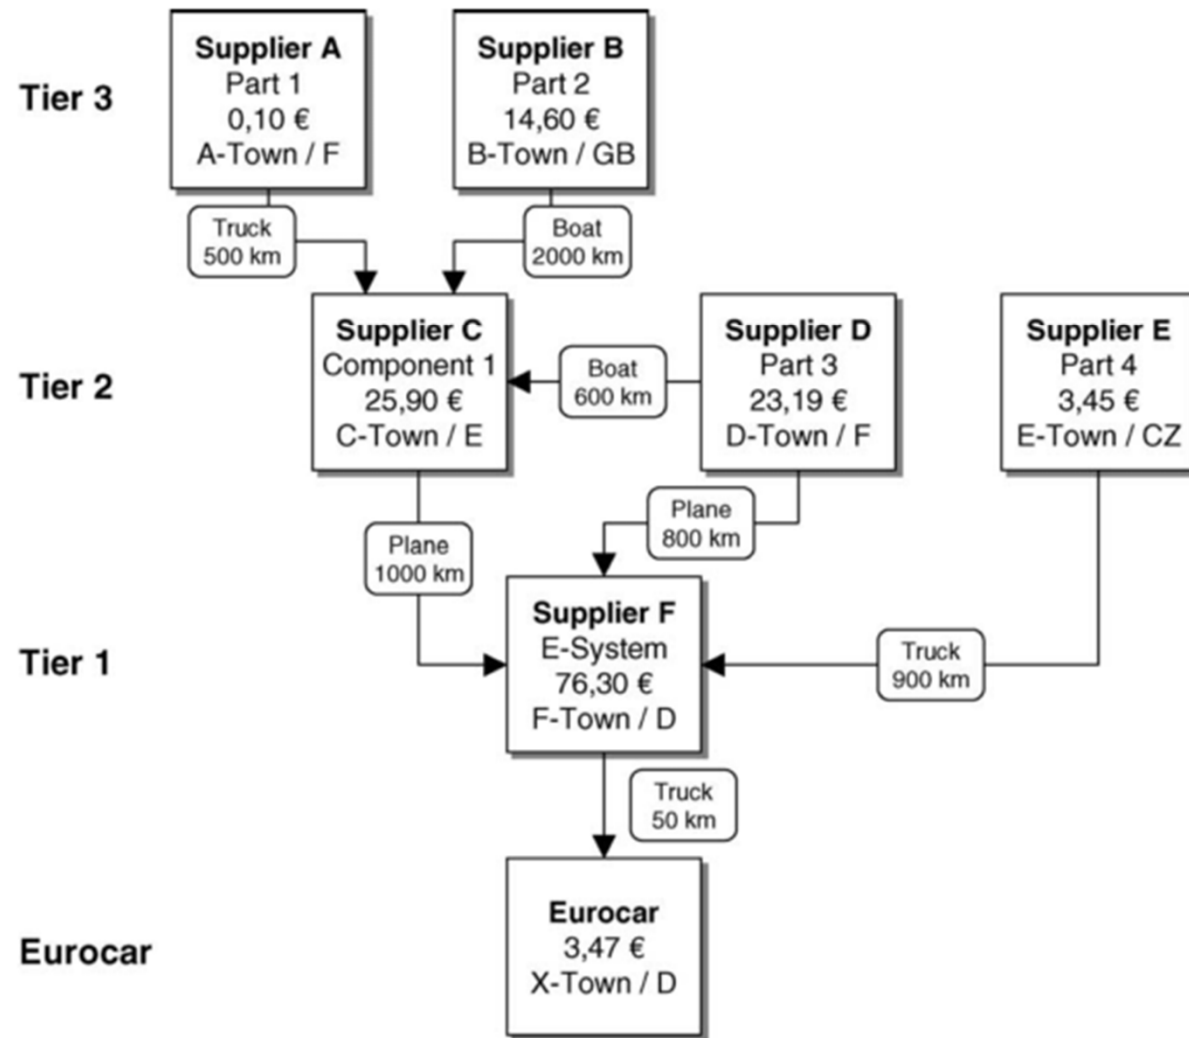 Tier 3
Supplier A
Part 1
0,10 €
A-Town / F
Supplier B
Part 2
14,60 €
B-Town / GB
Truck
500 km
Boat
2000 km
Tier 2
Supplier C
Component 1
25,90 €
C-Town / E
Boat
600 km
Supplier D
Part 3
23,19 €
D-Town / F
Supplier E
Part 4
3,45 €
E-Town / CZ
Plane
1000 km
Plane
800 km
Tier 1
Supplier F
E-System
76,30 €
F-Town / D
Truck
900 km
Truck
50 km
Eurocar
Eurocar
3,47 €
X-Town / D